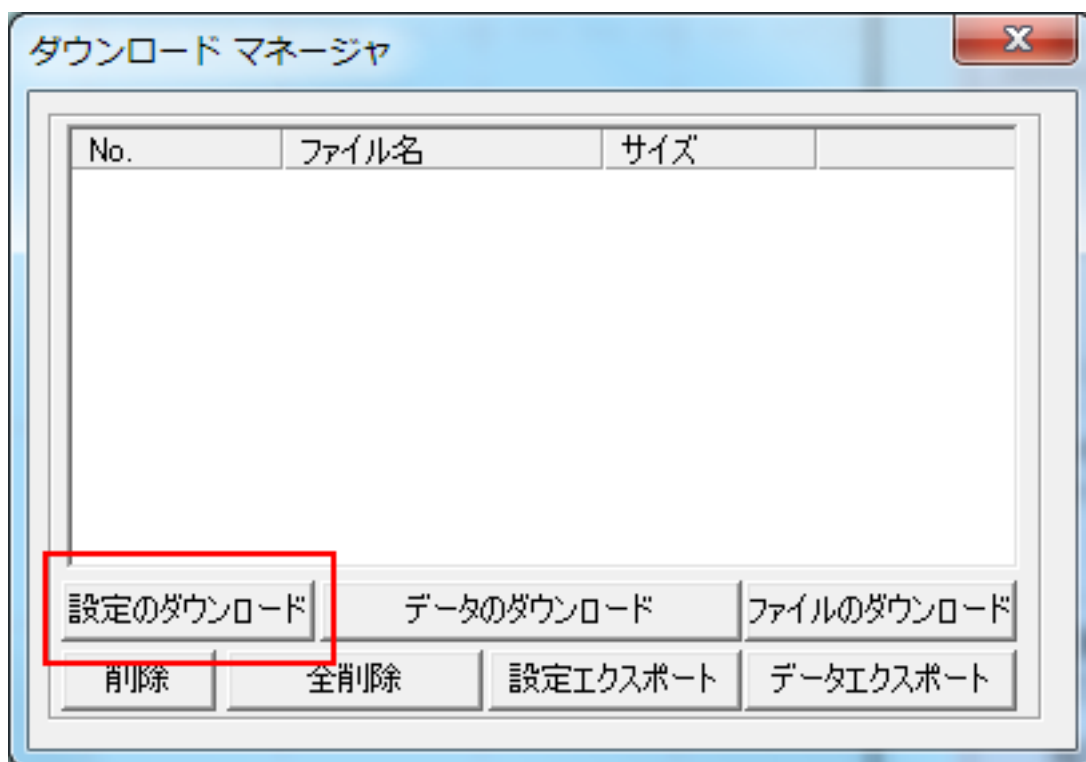 ダウンロード マネージャ
No. ファイル名 サイズ
設定のダウンロード データのダウンロード ファイルのダウンロード
削除 全削除 設定エクスポート データエクスポート